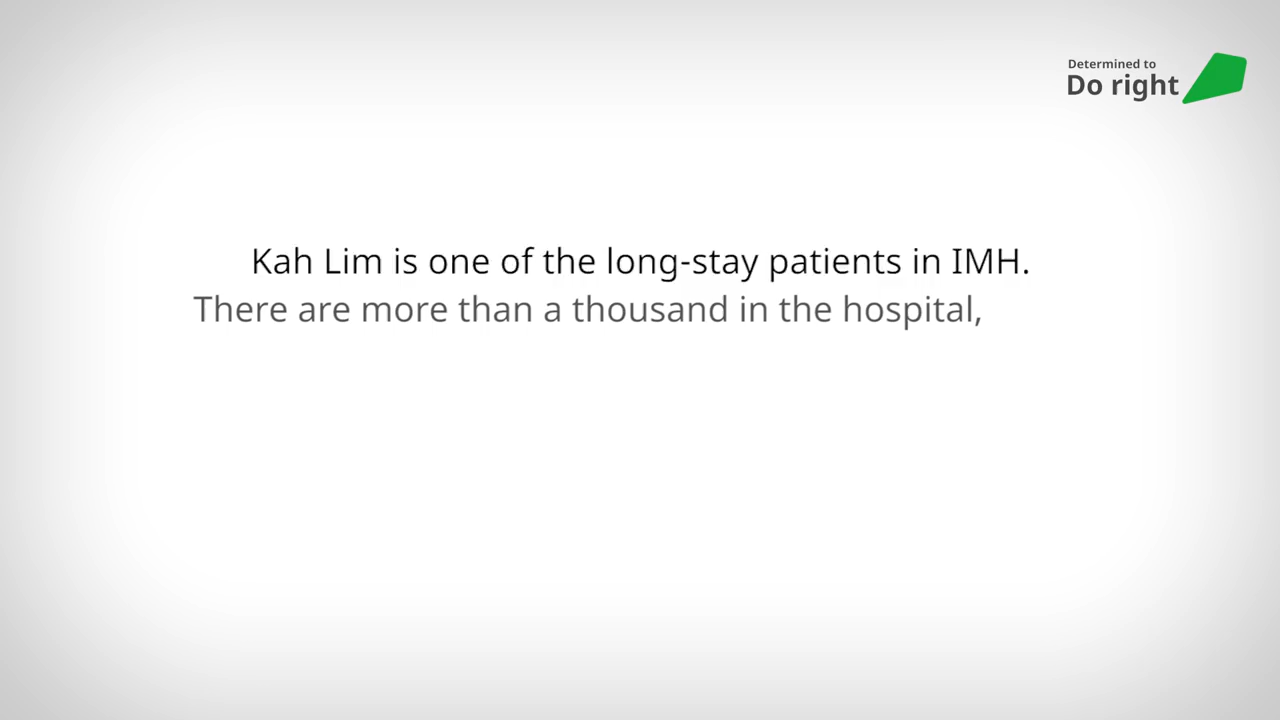 Determined to
Do right
Kah Lim is one of the long-stay patients in IMH.
There are more than a thousand in the hospital,